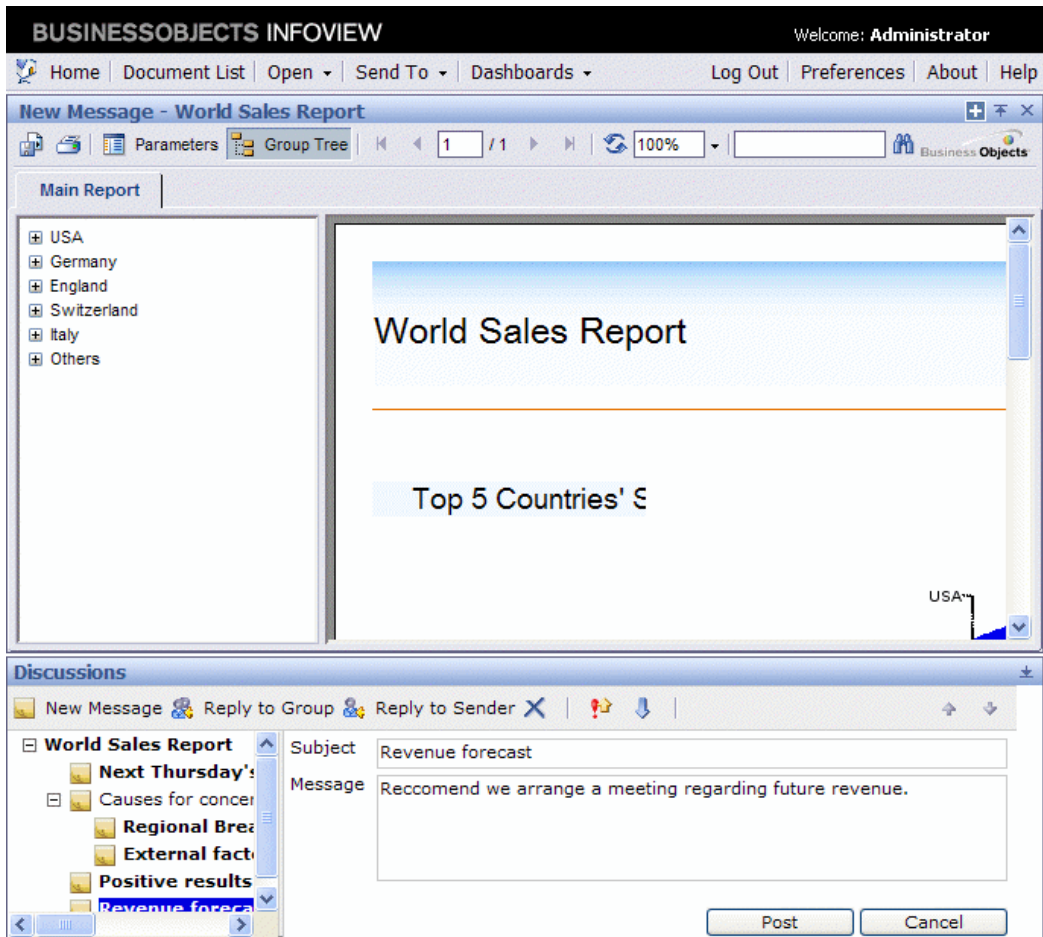 BUSINESSOBJECTS INFOVIEW Welcome: Administrator
Home Document List Open Send To Dashboards Log Out Preferences About Help
New Message - World Sales Report
Parameters Group Tree 1 / 1 100% Business Objects
Main Report
USA
Germany
England
Switzerland
Italy
Others
World Sales Report
Top 5 Countries' S
USA
Discussions
New Message Reply to Group Reply to Sender
World Sales Report
Next Thursday's
Causes for concer
Regional Brea
External facto
Positive results
Revenue foreca
Subject Revenue forecast
Message Reccomend we arrange a meeting regarding future revenue.
Post Cancel